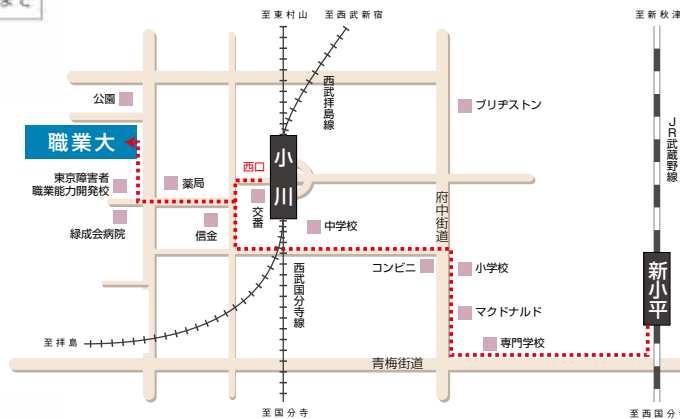 至東村山
至西武新宿
至新秋津
公園
西武拝島線
ブリヂストン
JR武蔵野線
職業大
小川
西口
東京障害者
職業能力開発校
薬局
交番
府中街道
緑成会病院
信金
中学校
西武国分寺線
コンビニ
小学校
新小平
マクドナルド
至拝島
専門学校
青梅街道
至国分寺
至西国分